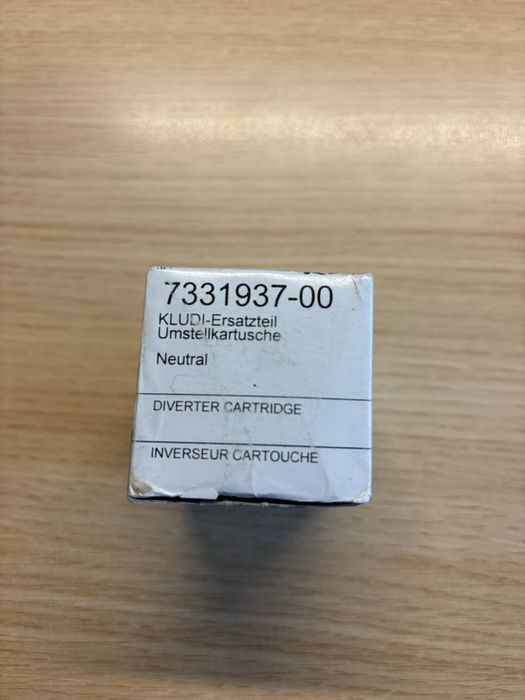 7331937-00
KLUDI-Ersatzteil
Umstellkartusche
Neutral
DIVERTER CARTRIDGE
INVERSEUR CARTOUCHE